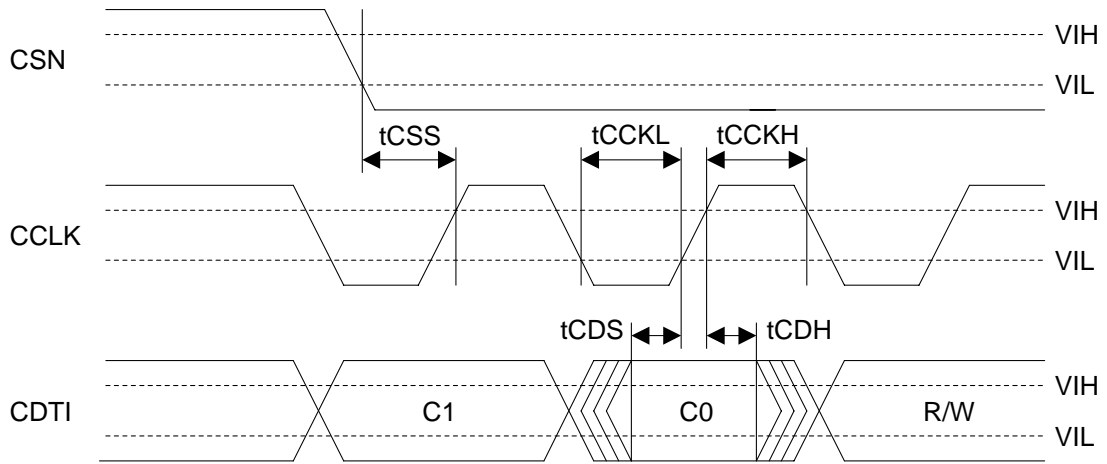 VIH
CSN
VIL
tCSS
tCCKL
tCCKH
VIH
CCLK
VIL
tCDS
tCDH
VIH
CDTI
C1
C0
R/W
VIL